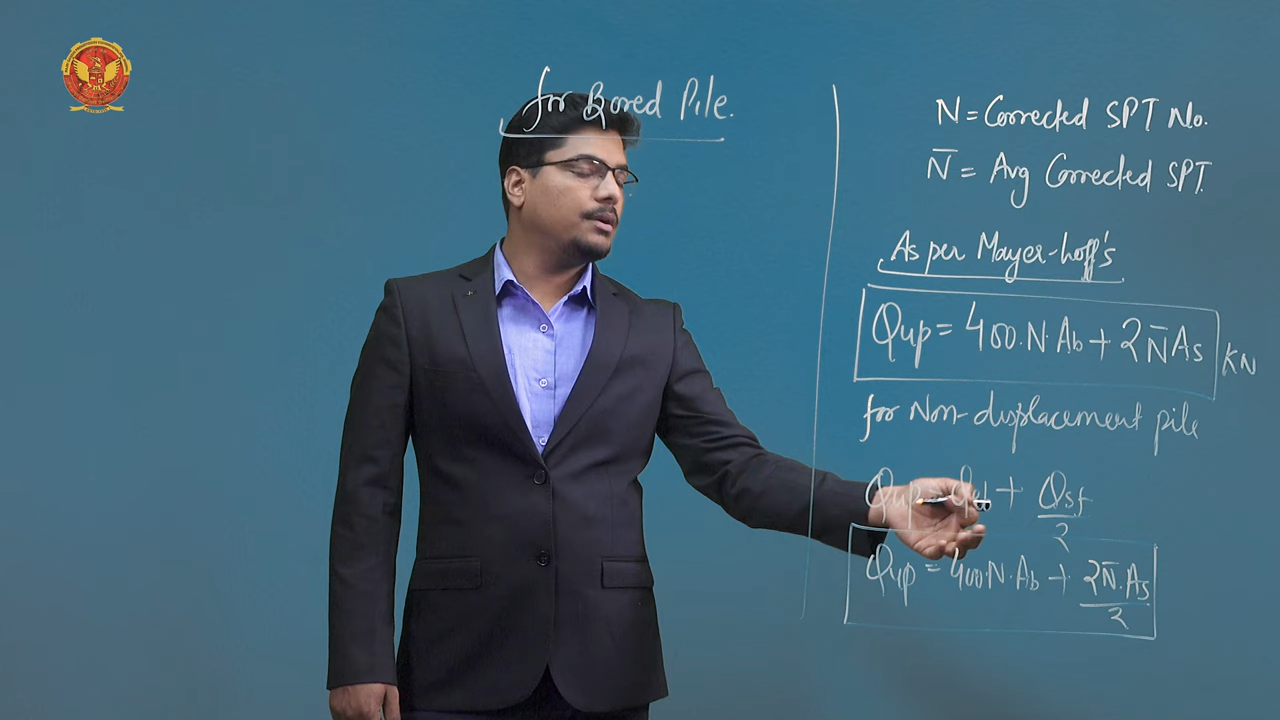 for Bored Pile.
N = Corrected SPT No.
N̄ = Avg Corrected SPT.
As per Mayer-hoff's
Qup = 400.N.Ab + 2N̄As KN
for Non-displacement pile
Qup + Qsf/2
Qup = 400.N.Ab + 2N̄.As/2